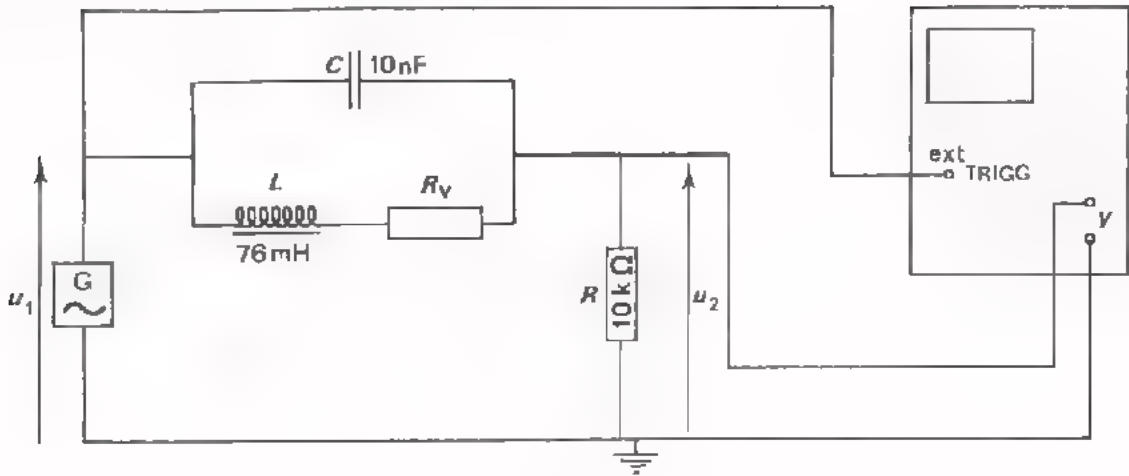 C 10nF
ext
TRIGG
L
R_V
76mH
Y
G
u_1
R
10kΩ
u_2